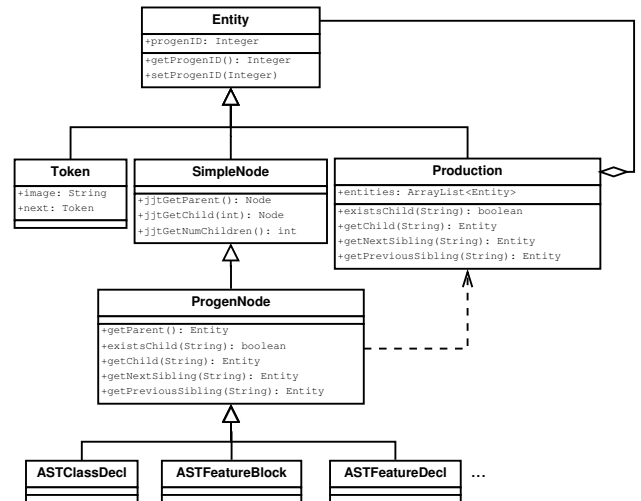 Entity
+progenID: Integer
+getProgenID(): Integer
+setProgenID(Integer)
Token
+image: String
+next: Token
SimpleNode
+jjtGetParent(): Node
+jjtGetChild(int): Node
+jjtGetNumChildren(): int
Production
+entities: ArrayList<Entity>
+existsChild(String): boolean
+getChild(String): Entity
+getNextSibling(String): Entity
+getPreviousSibling(String): Entity
ProgenNode
+getParent(): Entity
+existsChild(String): boolean
+getChild(String): Entity
+getNextSibling(String): Entity
+getPreviousSibling(String): Entity
ASTClassDecl
ASTFeatureBlock
ASTFeatureDecl
...